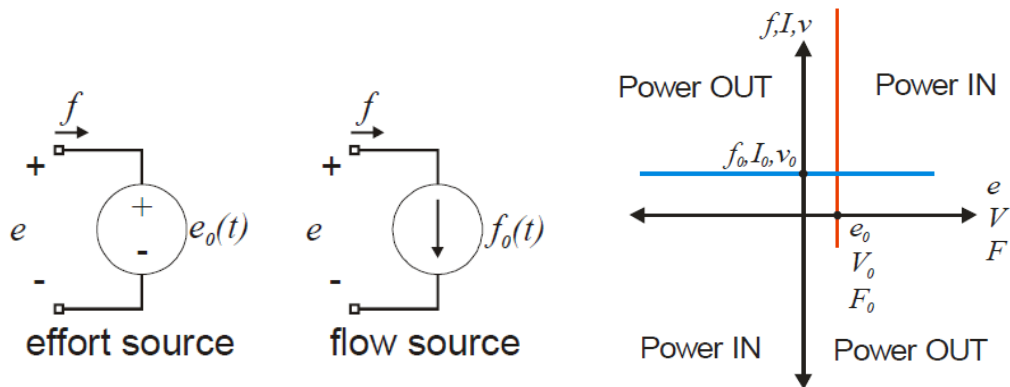 f
+
e
-
+
-
e₀(t)
effort source
f
+
e
-
f₀(t)
flow source
f,I,v
Power OUT
Power IN
f₀,I₀,v₀
e
V
F
e₀
V₀
F₀
Power IN
Power OUT